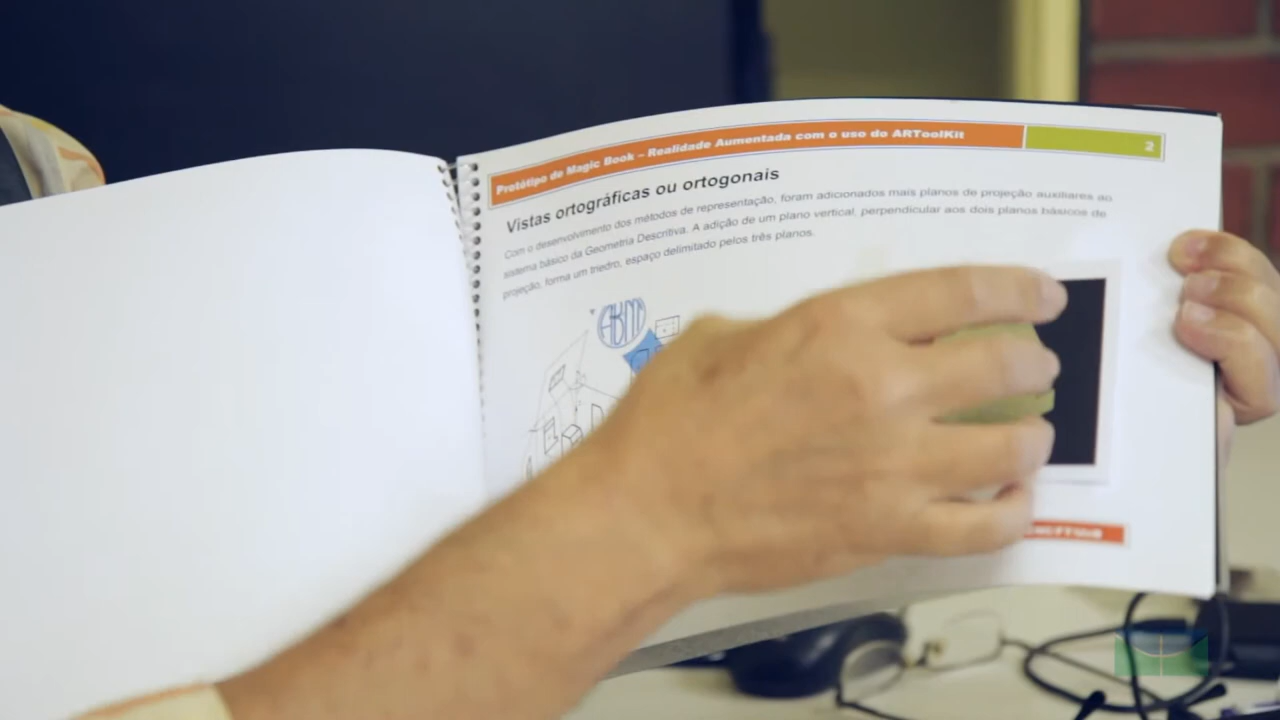 Protótipo de Magic Book – Realidade Aumentada com o uso do ARToolKit
2
Vistas ortográficas ou ortogonais
Com o desenvolvimento dos métodos de representação, foram adicionados mais planos de projeção auxiliares ao
sistema básico da Geometria Descritiva. A adição de um plano vertical, perpendicular aos dois planos básicos de
projeção, forma um triedro, espaço delimitado pelos três planos.